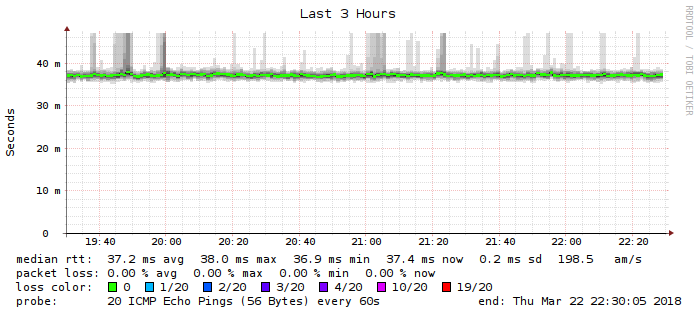 Last 3 Hours
RRDTOOL / TOBI OETIKER
Seconds
40 m
30 m
20 m
10 m
0
19:40 20:00 20:20 20:40 21:00 21:20 21:40 22:00 22:20
median rtt: 37.2 ms avg 38.0 ms max 36.9 ms min 37.4 ms now 0.2 ms sd 198.5 am/s
packet loss: 0.00 % avg 0.00 % max 0.00 % min 0.00 % now
loss color: 0 1/20 2/20 3/20 4/20 10/20 19/20
probe: 20 ICMP Echo Pings (56 Bytes) every 60s end: Thu Mar 22 22:30:05 2018